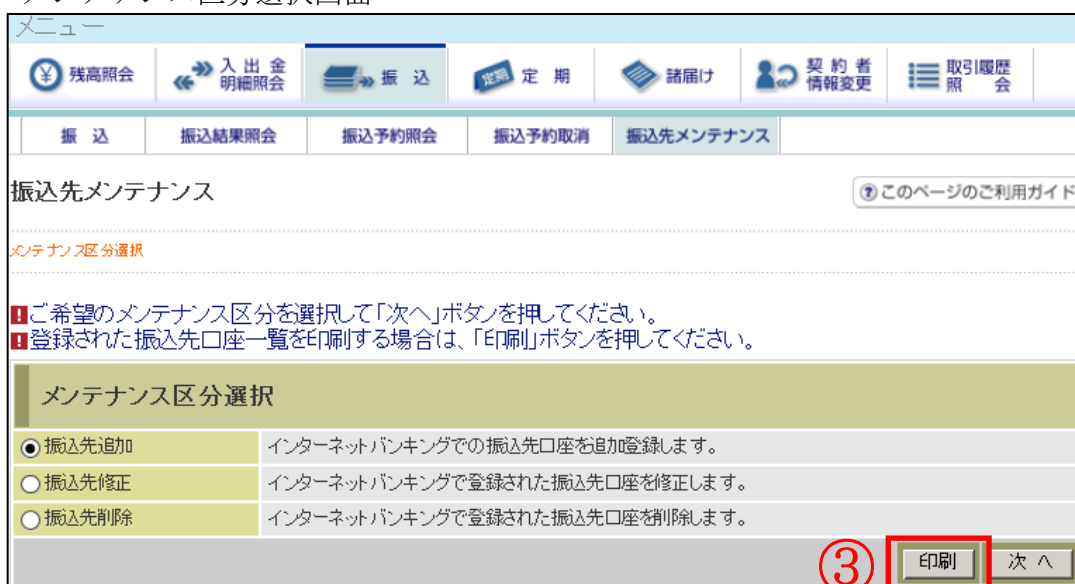 メンテナンス区分選択画面
メニュー
残高照会
入出金
明細照会
振込
定期
諸届け
契約者
情報変更
取引履歴
照会
振込
振込結果照会
振込予約照会
振込予約取消
振込先メンテナンス
振込先メンテナンス
このページのご利用ガイド
メンテナンス区分選択
ご希望のメンテナンス区分を選択して「次へ」ボタンを押してください。
登録された振込先口座一覧を印刷する場合は、「印刷」ボタンを押してください。
メンテナンス区分選択
振込先追加 インターネットバンキングでの振込先口座を追加登録します。
振込先修正 インターネットバンキングで登録された振込先口座を修正します。
振込先削除 インターネットバンキングで登録された振込先口座を削除します。
③ 印刷 次へ